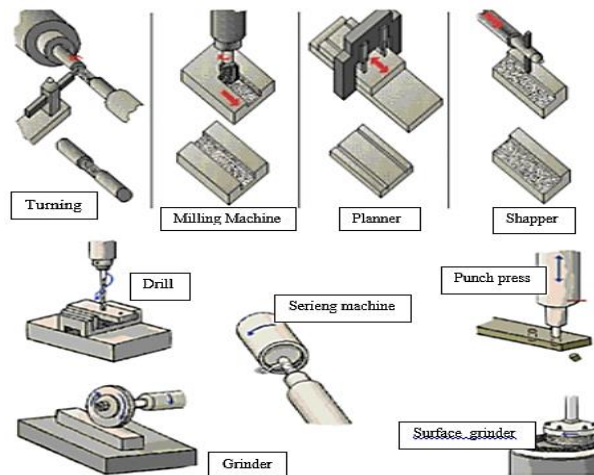 Turning
Milling Machine
Planner
Shapper
Drill
Serieng machine
Punch press
Grinder
Surface grinder